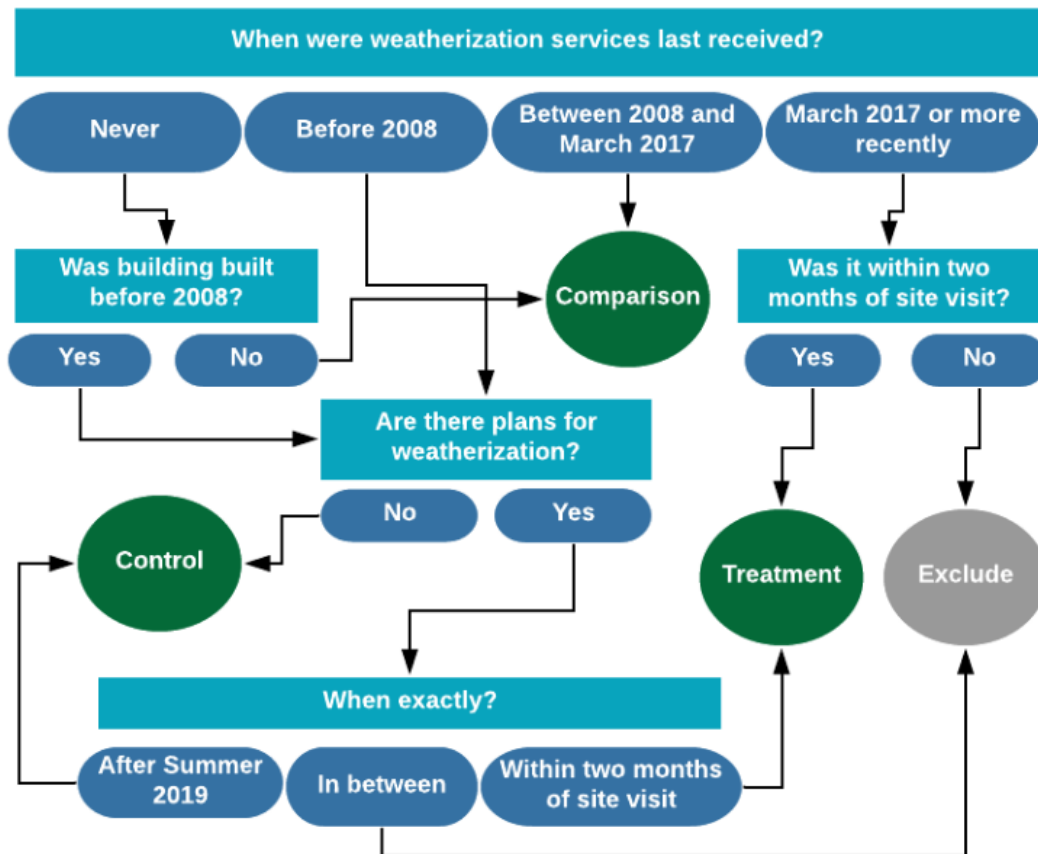 When were weatherization services last received?
Never
Before 2008
Between 2008 and
March 2017
March 2017 or more
recently
Was building built
before 2008?
Comparison
Was it within two
months of site visit?
Yes
No
Yes
No
Are there plans for
weatherization?
No
Yes
Control
Treatment
Exclude
When exactly?
After Summer
2019
In between
Within two months
of site visit